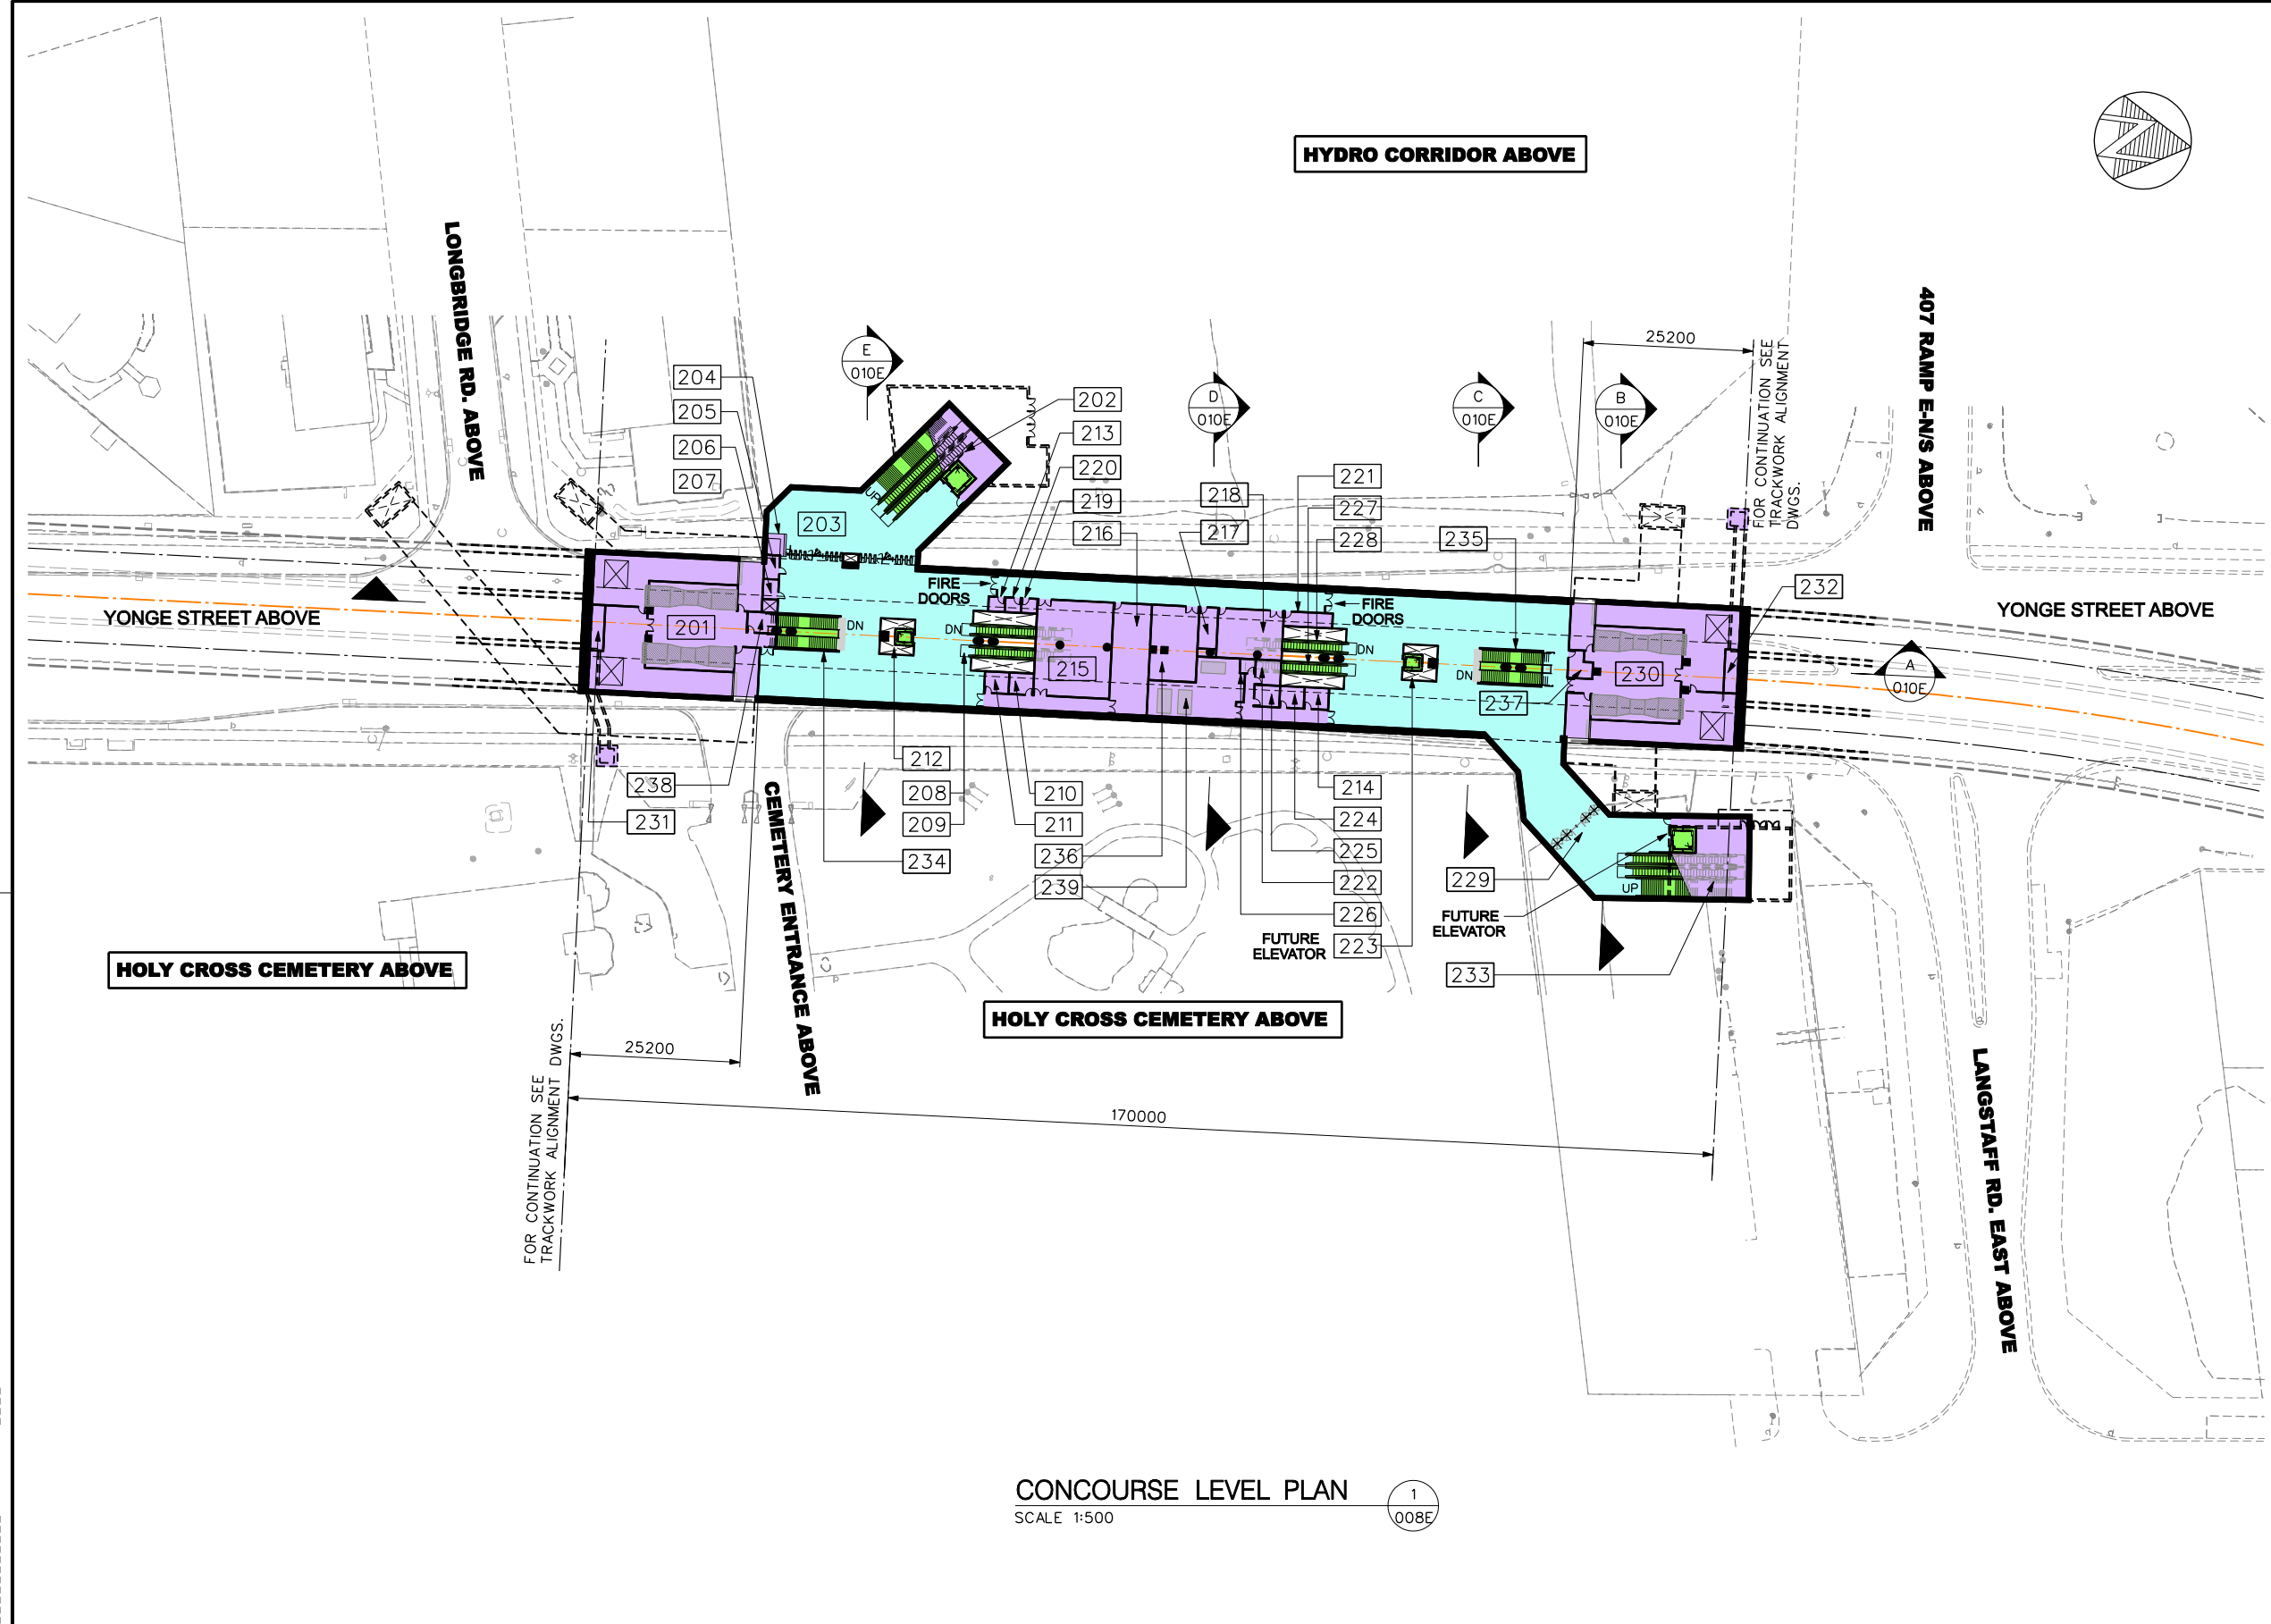 HYDRO CORRIDOR ABOVE
LONGBRIDGE RD. ABOVE
407 RAMP E-N/S ABOVE
25200
FOR CONTINUATION SEE
TRACKWORK ALIGNMENT
DWGS.
E
010E
D
010E
C
010E
B
010E
204
205
206
207
202
213
220
219
216
218
217
221
227
228
235
232
203
UP
FIRE
DOORS
FIRE
DOORS
YONGE STREET ABOVE
YONGE STREET ABOVE
201
DN
DN
215
DN
DN
237
230
A
010E
238
231
212
208
209
234
210
211
236
239
214
224
225
222
226
FUTURE
ELEVATOR
223
229
UP
FUTURE
ELEVATOR
233
CEMETERY ENTRANCE ABOVE
HOLY CROSS CEMETERY ABOVE
HOLY CROSS CEMETERY ABOVE
LANGSTAFF RD. EAST ABOVE
25200
FOR CONTINUATION SEE
TRACKWORK ALIGNMENT DWGS.
170000
CONCOURSE LEVEL PLAN
SCALE 1:500
1
008E